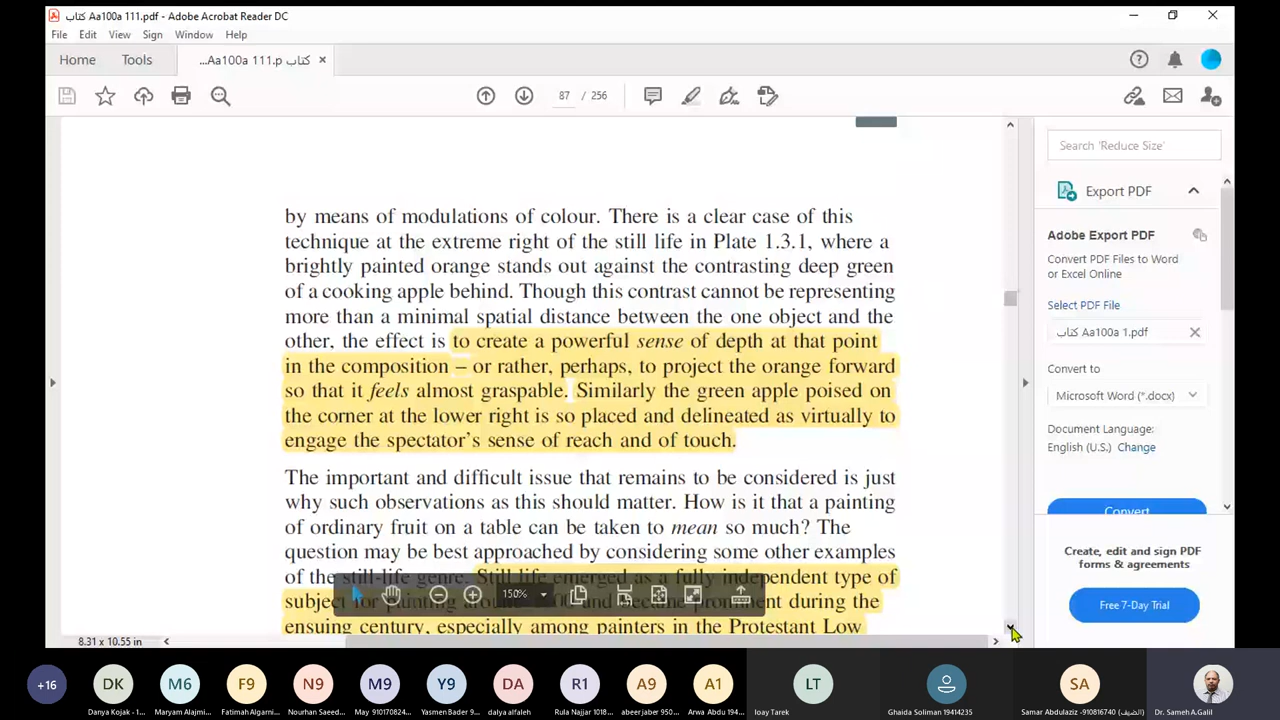 كتاب Aa100a 111.pdf - Adobe Acrobat Reader DC
File Edit View Sign Window Help
Home Tools
...Aa100a 111.p كتاب ×
87 / 256
by means of modulations of colour. There is a clear case of this
technique at the extreme right of the still life in Plate 1.3.1, where a
brightly painted orange stands out against the contrasting deep green
of a cooking apple behind. Though this contrast cannot be representing
more than a minimal spatial distance between the one object and the
other, the effect is to create a powerful sense of depth at that point
in the composition – or rather, perhaps, to project the orange forward
so that it feels almost graspable. Similarly the green apple poised on
the corner at the lower right is so placed and delineated as virtually to
engage the spectator's sense of reach and of touch.
The important and difficult issue that remains to be considered is just
why such observations as this should matter. How is it that a painting
of ordinary fruit on a table can be taken to mean so much? The
question may be best approached by considering some other examples
of the still-life genre. Still life emerged as a fully independent type of
subject for painting around and became prominent during the
ensuing century, especially among painters in the Protestant Low
150%
8.31 x 10.55 in
Search 'Reduce Size'
Export PDF
Adobe Export PDF
Convert PDF Files to Word
or Excel Online
Select PDF File
كتاب Aa100a 1.pdf
Convert to
Microsoft Word (*.docx)
Document Language:
English (U.S.) Change
Convert
Create, edit and sign PDF
forms & agreements
Free 7-Day Trial
+16 DK M6 F9 N9 M9 Y9 DA R1 A9 A1 LT SA
Danya Kojak - 1... Maryam Alajmi... Fatimah Algarni... Nourhan Saeed... May 910170824... Yasmen Bader 9... dalya alfaleh Rula Najjar 1018... abeer jaber 950... Arwa Abdu 194... loay Tarek Ghaida Soliman 19414235 Samar Abdulaziz -910816740 (الضيف) Dr. Sameh A.Galil